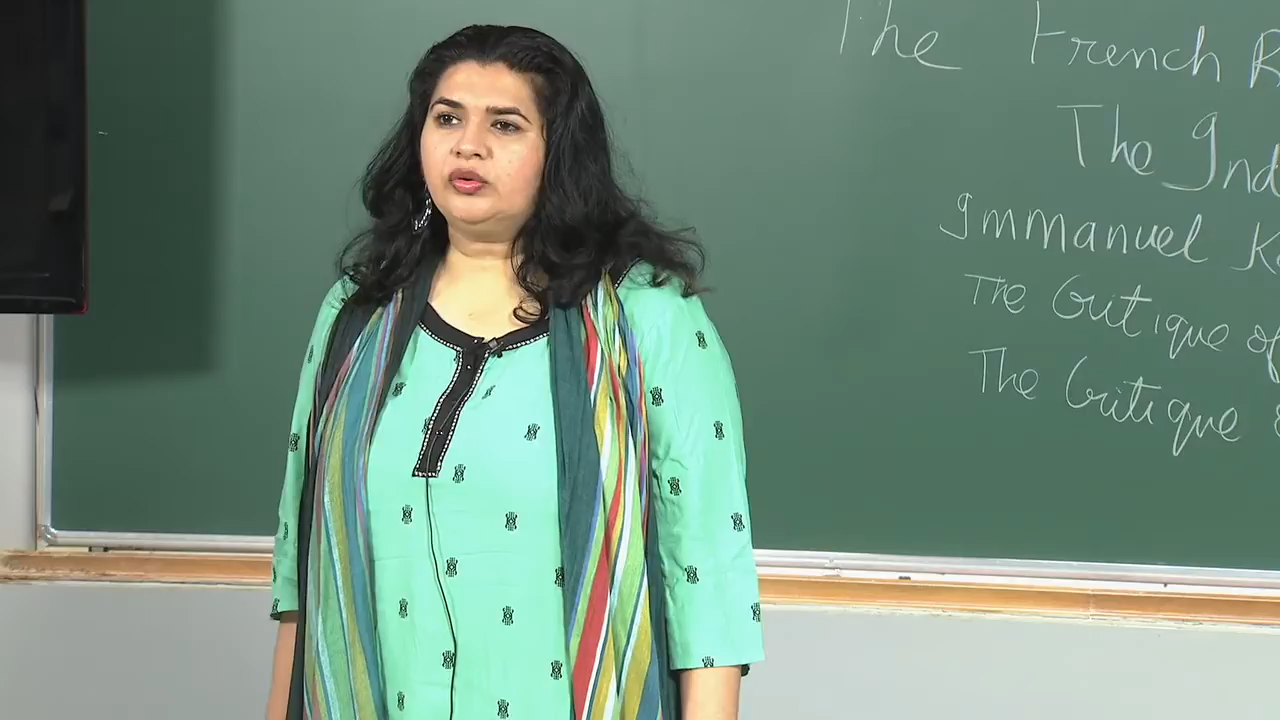 The French
The Ind
Immanuel K
The Critique of
The Critique